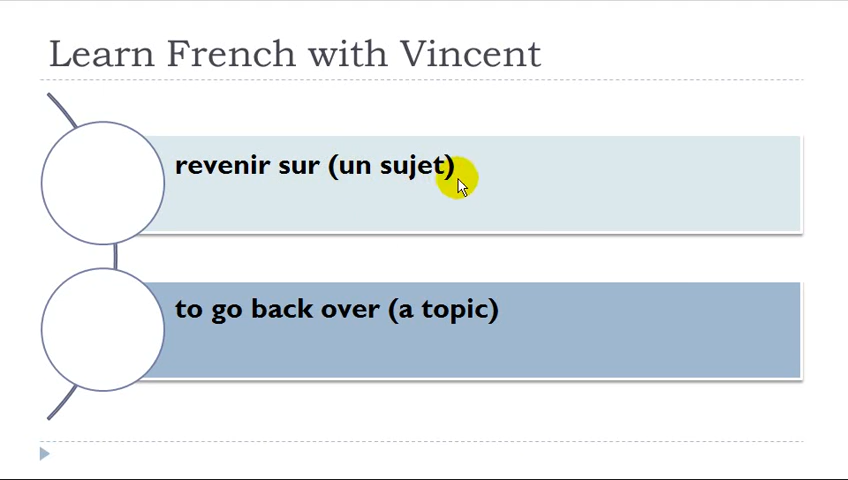 Learn French with Vincent
revenir sur (un sujet)
to go back over (a topic)